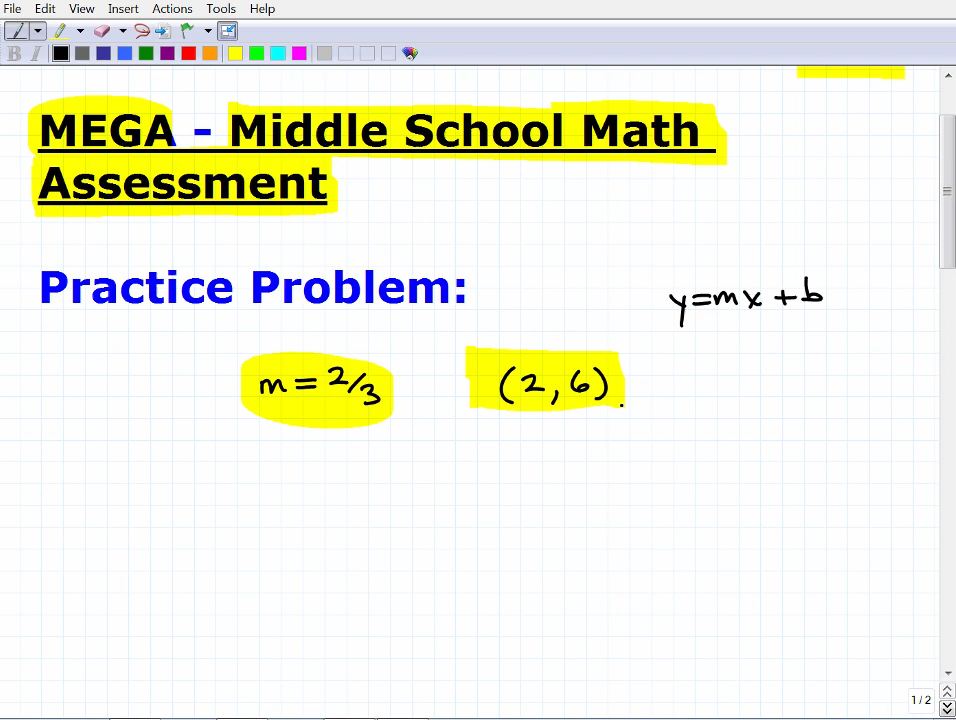 File Edit View Insert Actions Tools Help
B I
MEGA - Middle School Math
Assessment
Practice Problem:
y=mx+b
m = 2/3 (2, 6)
1/2